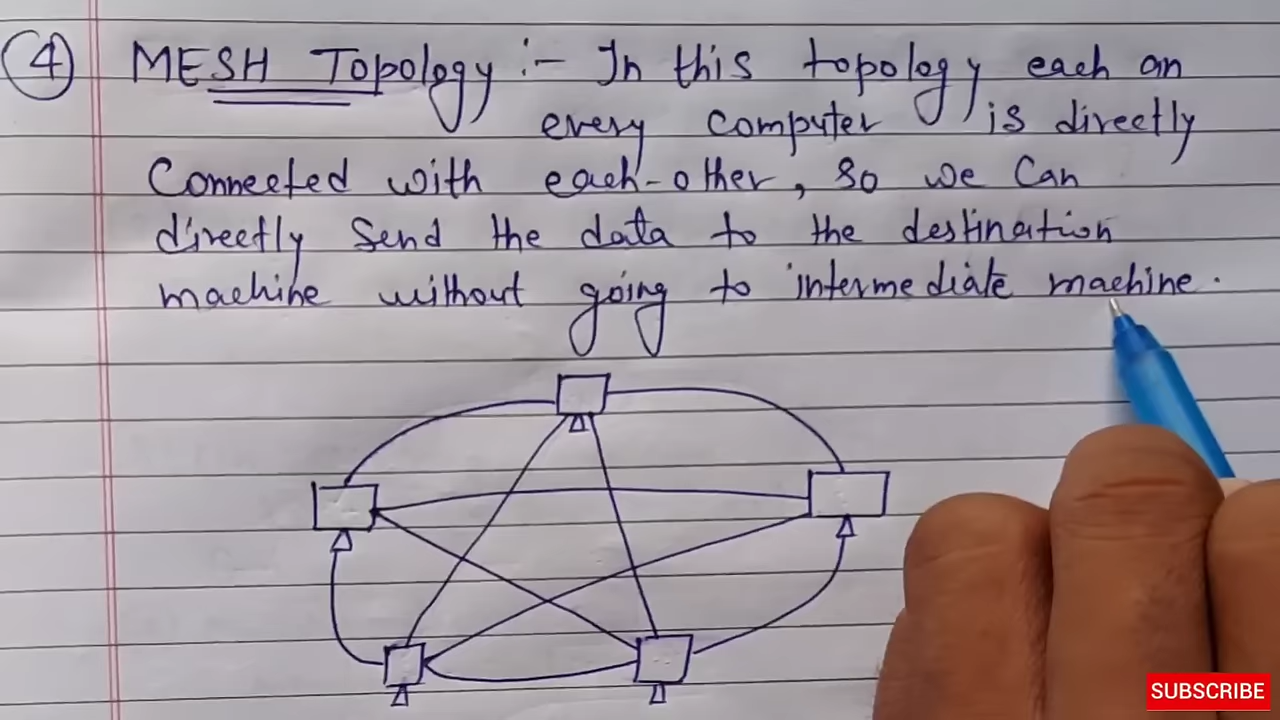 4 MESH Topology :- In this topology each an
every computer is directly
Connected with each-other, so we Can
directly Send the data to the destination
machine without going to intermediate machine.
SUBSCRIBE